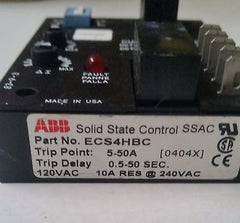 MAX
FAULT
PANNE
FALLA
MADE IN USA
ABB Solid State Control SSAC
Part No. ECS4HBC
Trip Point: 5-50A [0404X]
Trip Delay 0.5-50 SEC.
120VAC 10A RES @ 240VAC